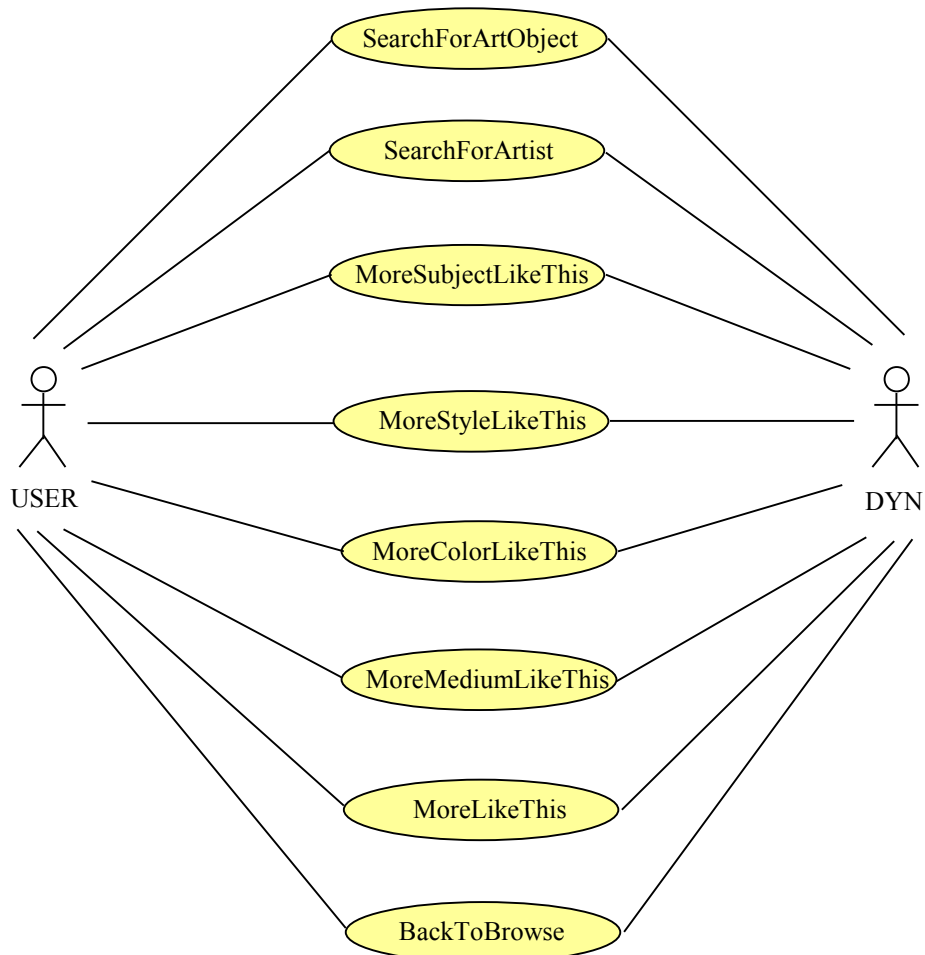 SearchForArtObject
SearchForArtist
MoreSubjectLikeThis
MoreStyleLikeThis
USER
DYN
MoreColorLikeThis
MoreMediumLikeThis
MoreLikeThis
BackToBrowse